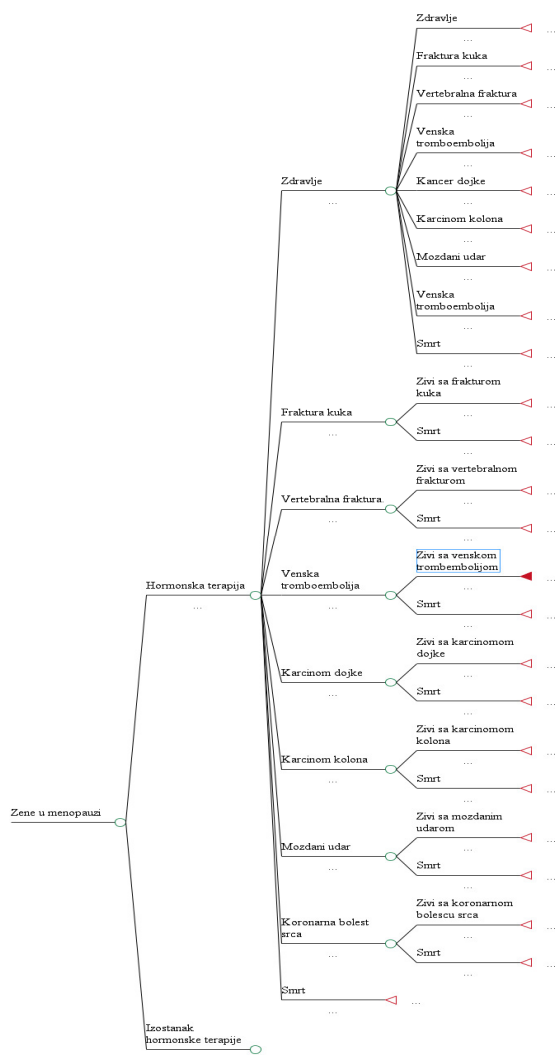 Zdravlje
...
Fraktura kuka
...
Vertebralna fraktura
...
Venska
tromboembolija
...
Zdravlje
...
Kancer dojke
...
Karcinom kolona
...
Mozdani udar
...
Venska
tromboembolija
...
Smrt
...
Fraktura kuka
...
Zivi sa frakturom
kuka
...
Smrt
...
Vertebralna fraktura
...
Zivi sa vertebralnom
frakturom
...
Smrt
...
Hormonska terapija
...
Venska
tromboembolija
...
Zivi sa venskom
trombembolijom
...
Smrt
...
Karcinom dojke
...
Zivi sa karcinomom
dojke
...
Smrt
...
Karcinom kolona
...
Zivi sa karcinomom
kolona
...
Smrt
...
Zene u menopauzi
Mozdani udar
...
Zivi sa mozdanim
udarom
...
Smrt
...
Koronarna bolest
srca
...
Zivi sa koronarnom
bolescu srca
...
Smrt
...
Smrt
...
Izostanak
hormonske terapije